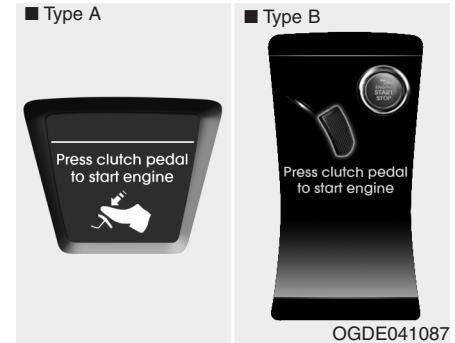 ■ Type A
Press clutch pedal
to start engine
■ Type B
ENGINE
START
STOP
Press clutch pedal
to start engine
OGDE041087